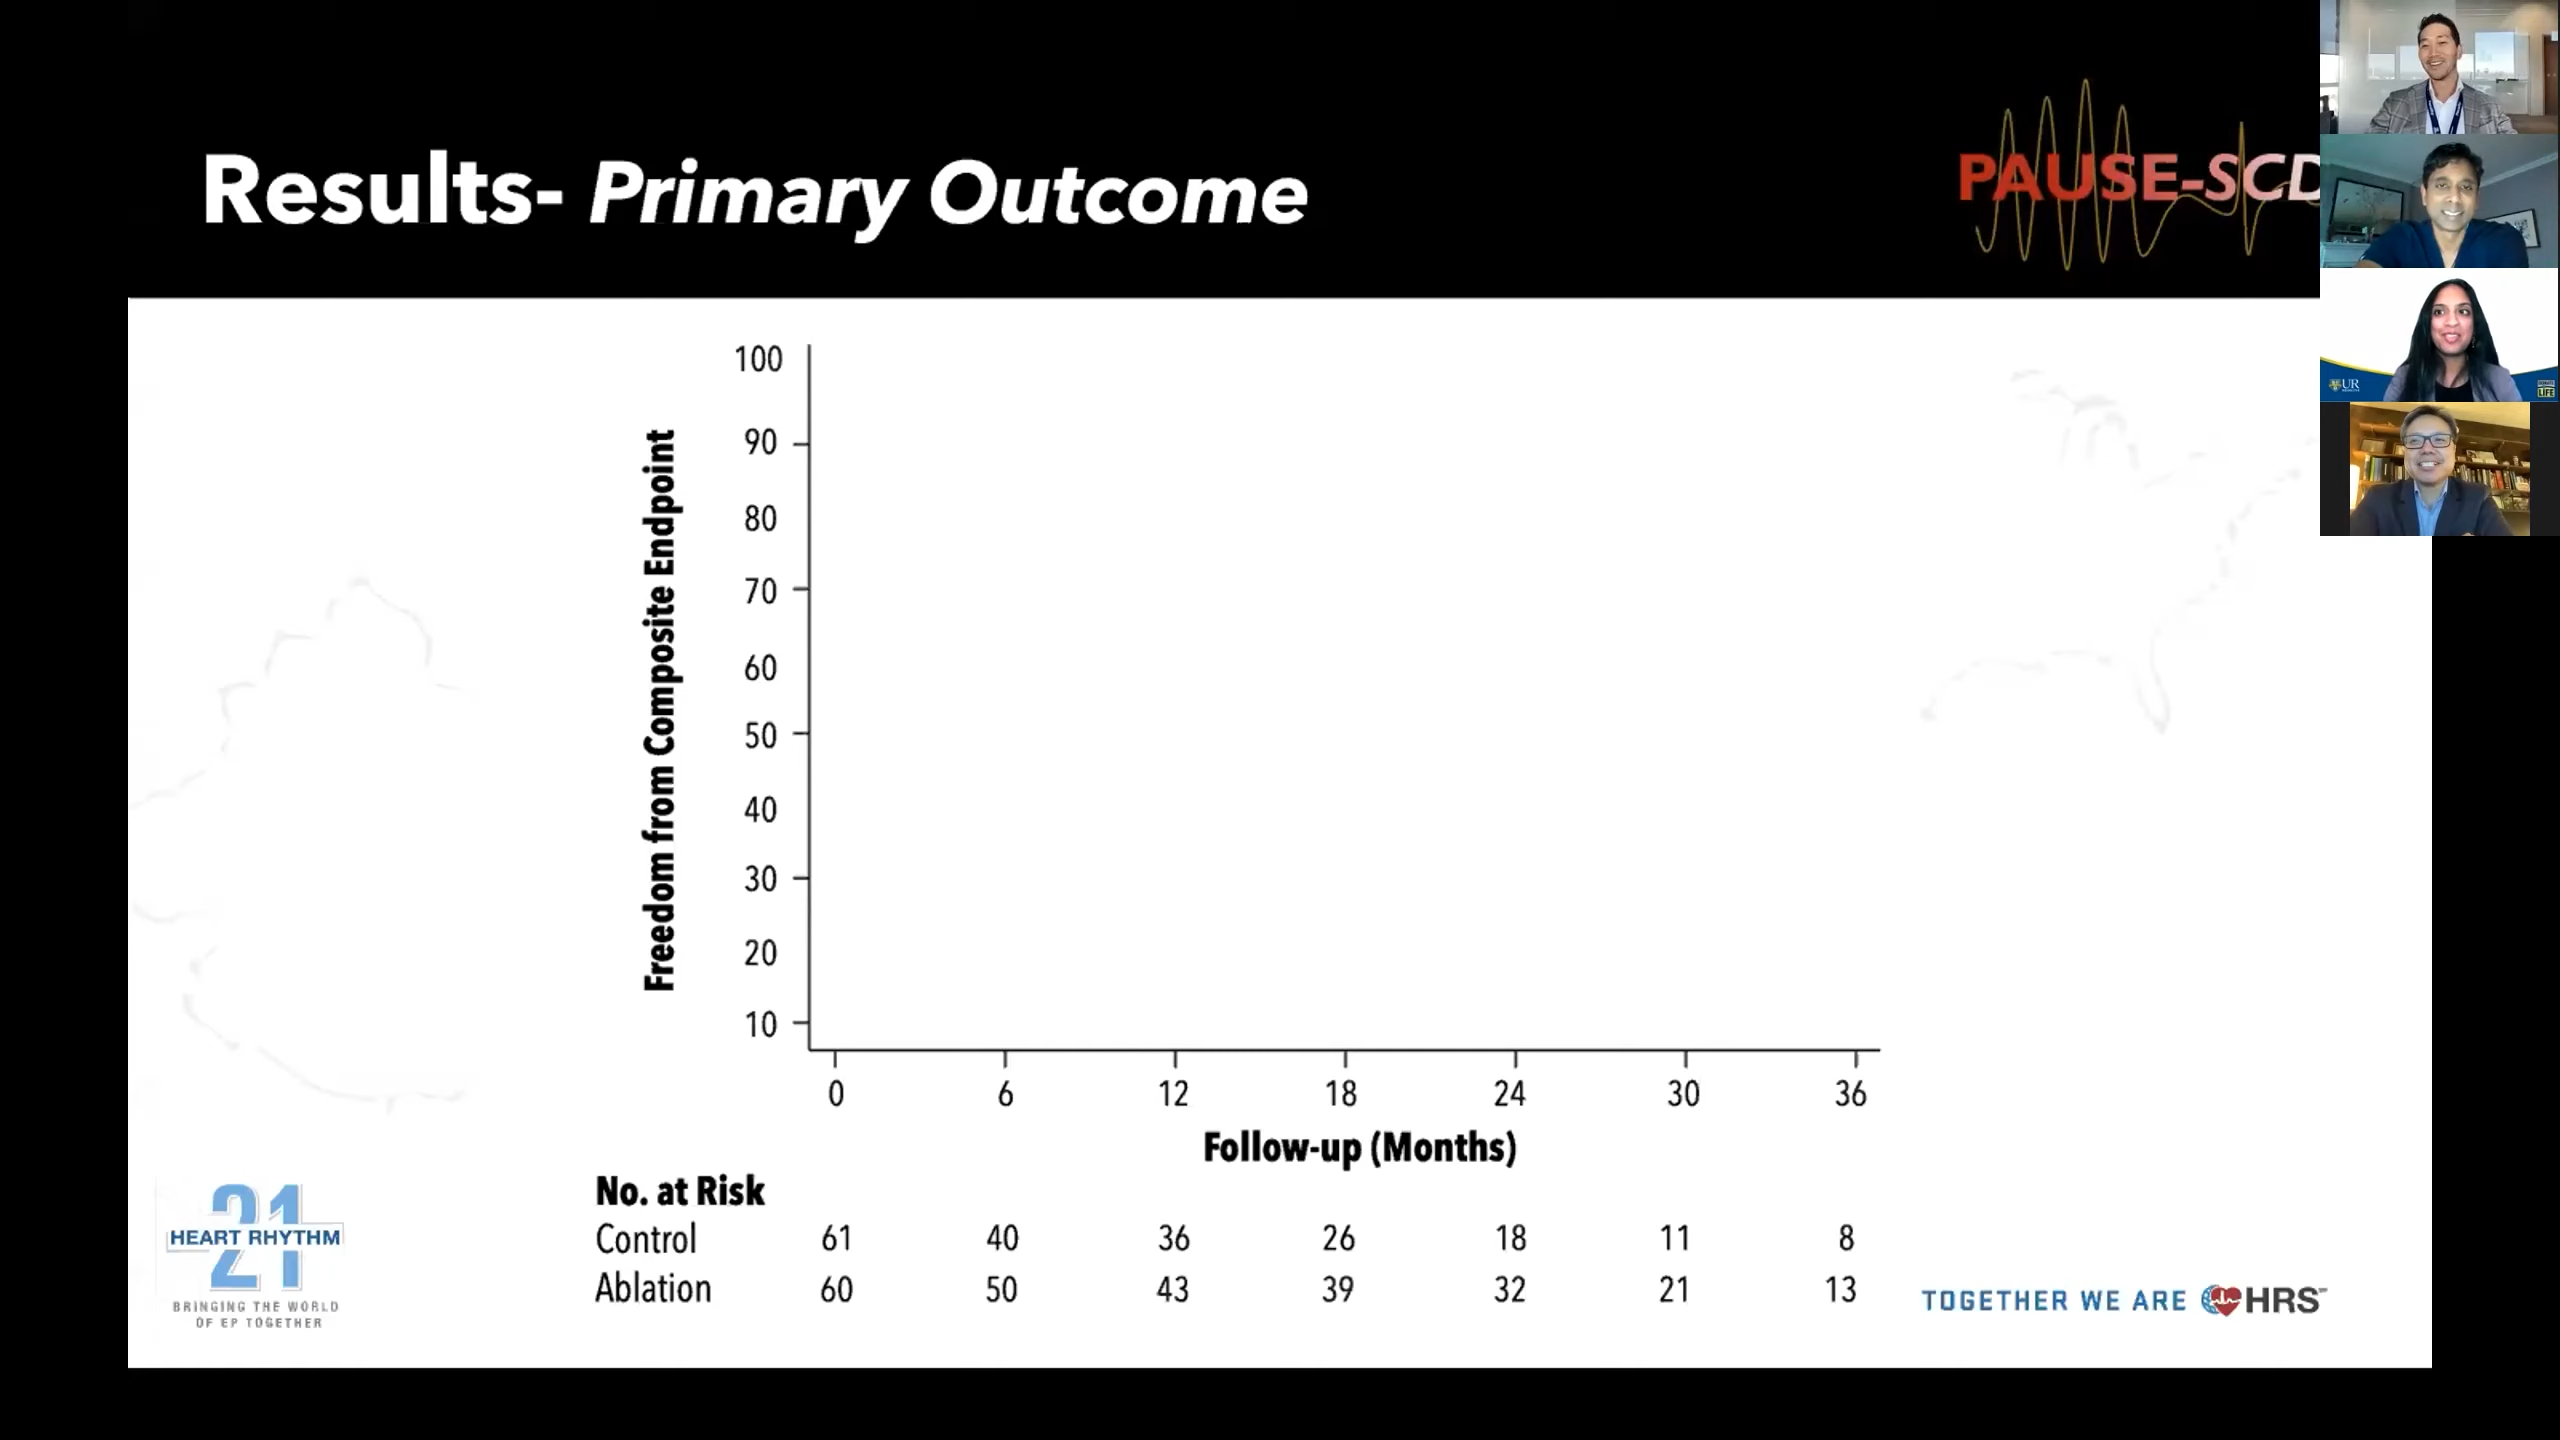 Results- Primary Outcome
PAUSE-SCD
UR
LIFE
Freedom from Composite Endpoint
100
90
80
70
60
50
40
30
20
10
0 6 12 18 24 30 36
Follow-up (Months)
No. at Risk
Control 61 40 36 26 18 11 8
Ablation 60 50 43 39 32 21 13
21
HEART RHYTHM
BRINGING THE WORLD
OF EP TOGETHER
TOGETHER WE ARE HRS